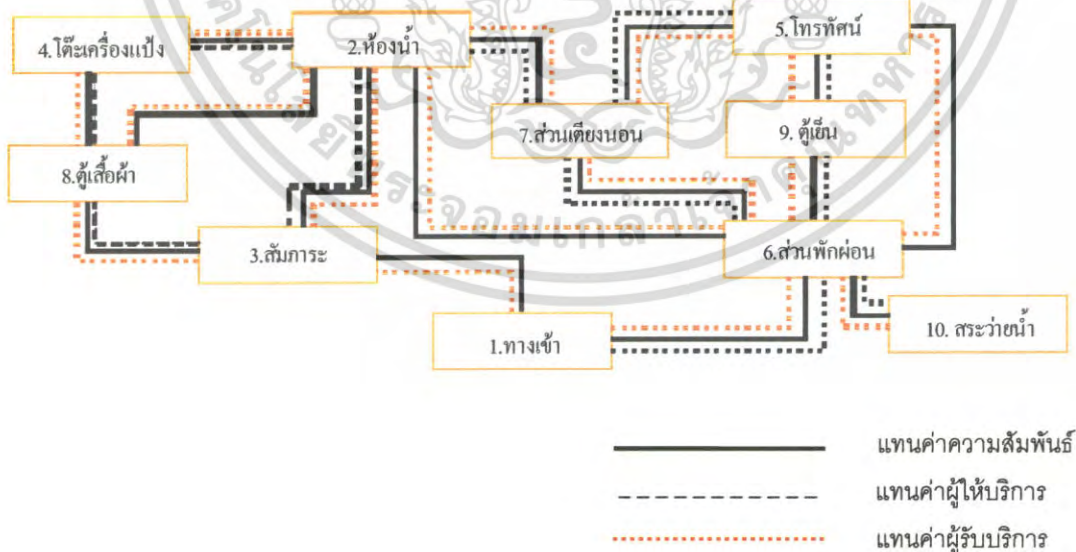 4.โต๊ะเครื่องแป้ง
2.ห้องน้ำ
5.โทรทัศน์
7.ส่วนเตียงนอน
9. ตู้เย็น
8.ตู้เสื้อผ้า
3.สัมภาระ
6.ส่วนพักผ่อน
1.ทางเข้า
10. สระว่ายน้ำ
แทนค่าความสัมพันธ์
แทนค่าผู้ให้บริการ
แทนค่าผู้รับบริการ